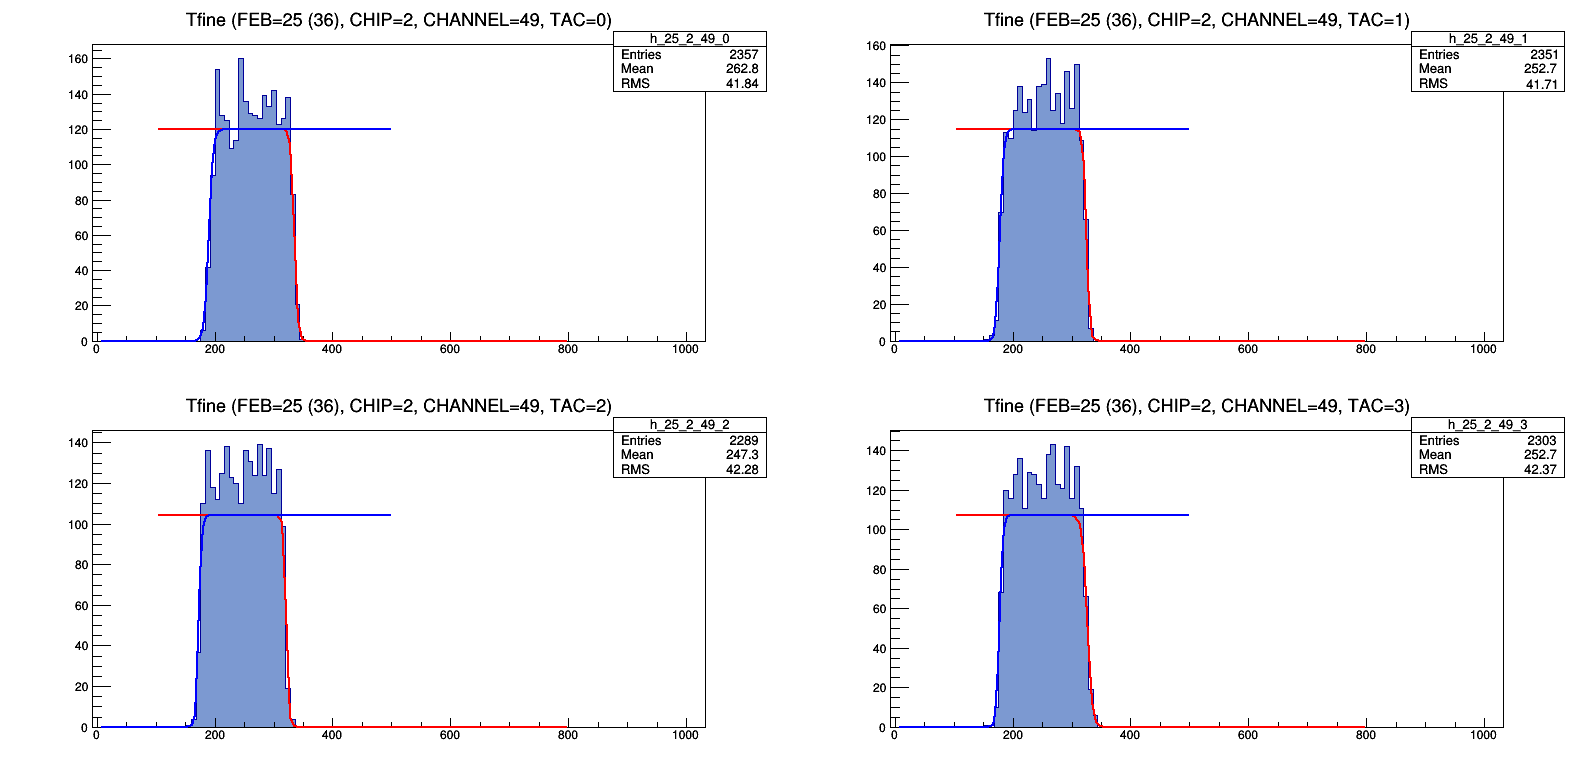 Tfine (FEB=25 (36), CHIP=2, CHANNEL=49, TAC=0)
h_25_2_49_0
Entries 2357
Mean 262.8
RMS 41.84
160
140
120
100
80
60
40
20
0
0 200 400 600 800 1000
Tfine (FEB=25 (36), CHIP=2, CHANNEL=49, TAC=1)
h_25_2_49_1
Entries 2351
Mean 252.7
RMS 41.71
160
140
120
100
80
60
40
20
0
0 200 400 600 800 1000
Tfine (FEB=25 (36), CHIP=2, CHANNEL=49, TAC=2)
h_25_2_49_2
Entries 2289
Mean 247.3
RMS 42.28
140
120
100
80
60
40
20
0
0 200 400 600 800 1000
Tfine (FEB=25 (36), CHIP=2, CHANNEL=49, TAC=3)
h_25_2_49_3
Entries 2303
Mean 252.7
RMS 42.37
140
120
100
80
60
40
20
0
0 200 400 600 800 1000